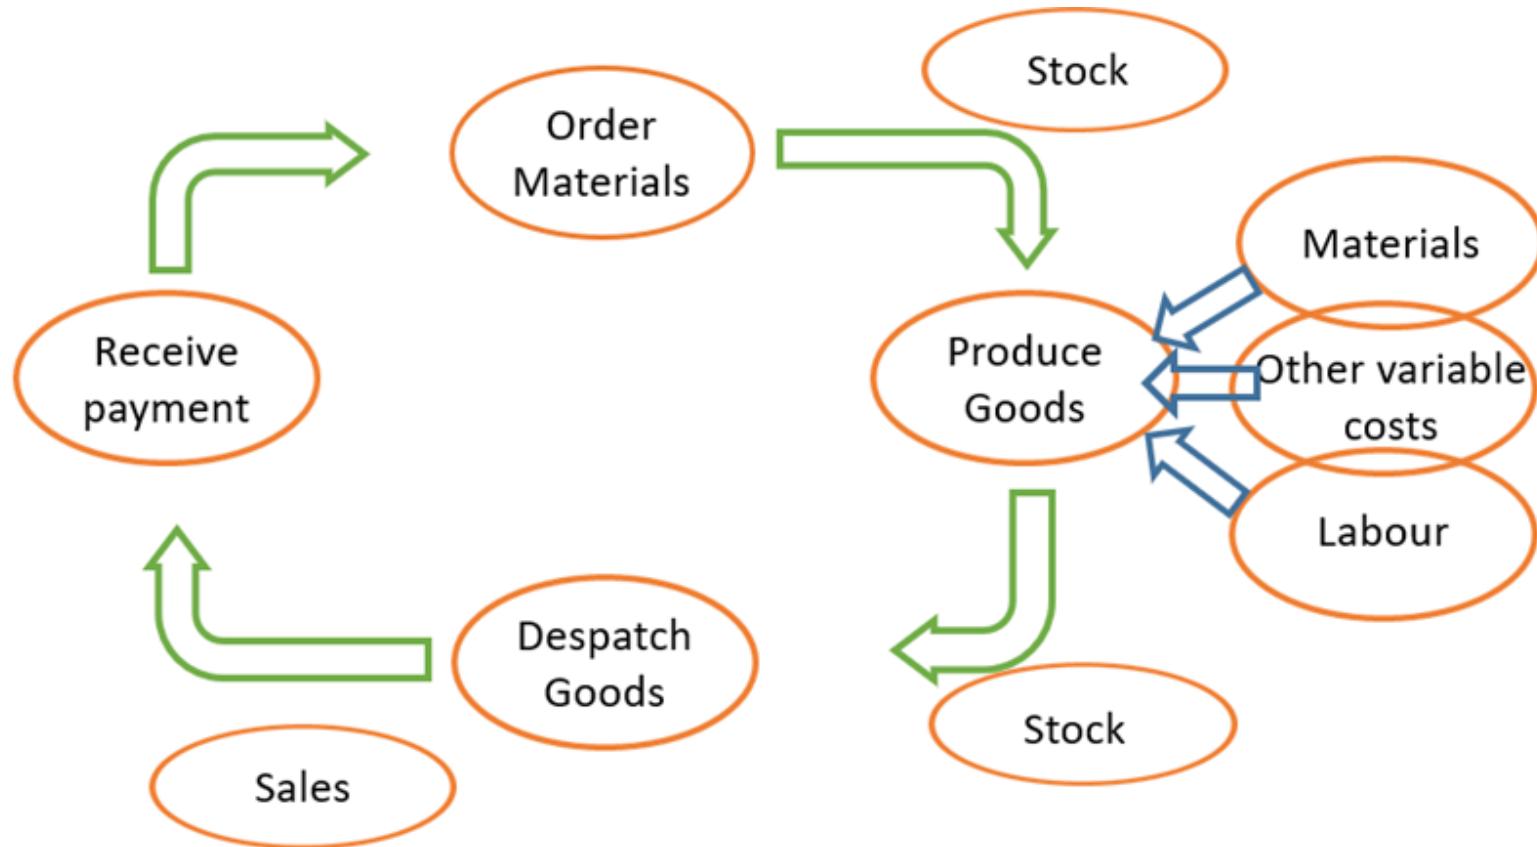 Stock
Order
Materials
Materials
Receive
payment
Produce
Goods
Other variable
costs
Labour
Despatch
Goods
Stock
Sales